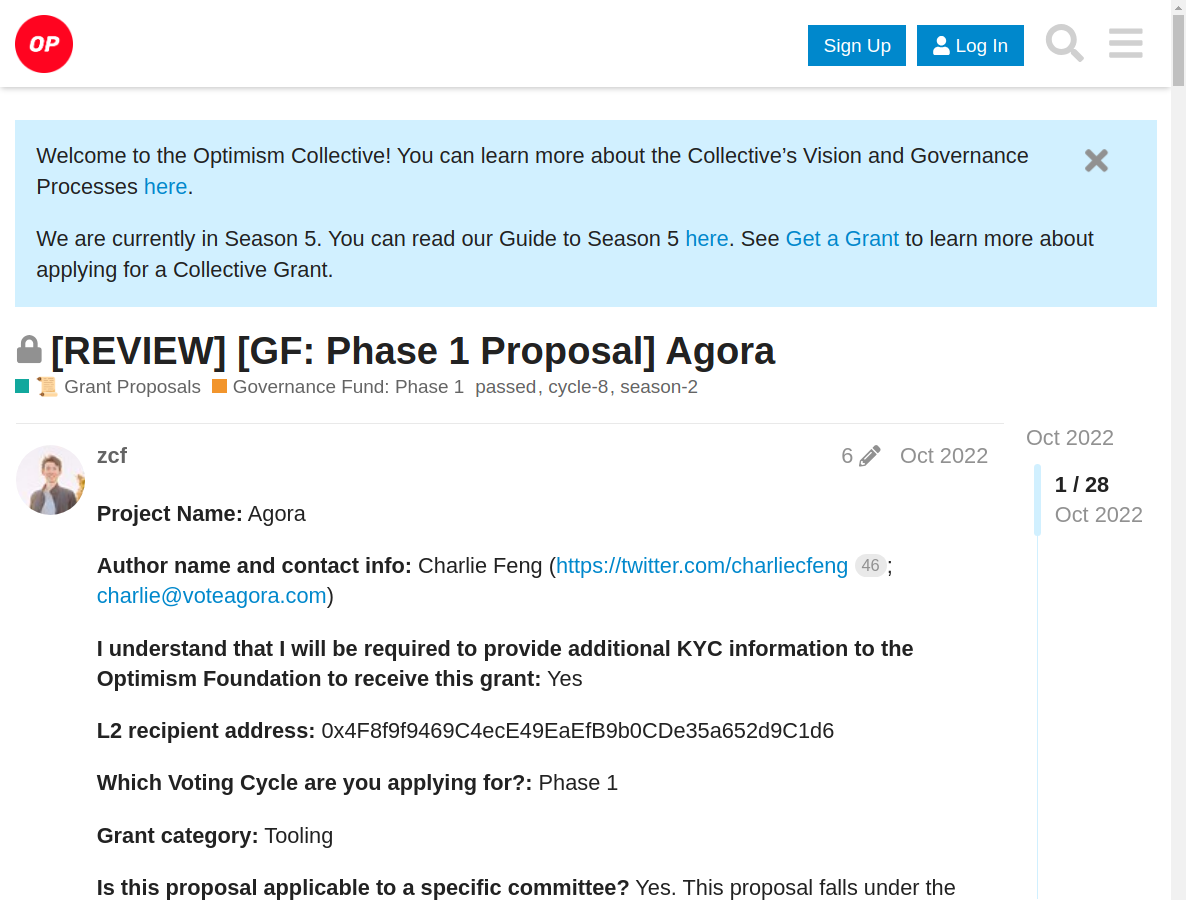 OP
Sign Up
Log In
Welcome to the Optimism Collective! You can learn more about the Collective’s Vision and Governance
Processes here.
We are currently in Season 5. You can read our Guide to Season 5 here. See Get a Grant to learn more about
applying for a Collective Grant.
[REVIEW] [GF: Phase 1 Proposal] Agora
Grant Proposals Governance Fund: Phase 1 passed, cycle-8, season-2
zcf 6 Oct 2022
Oct 2022
1 / 28
Oct 2022
Project Name: Agora
Author name and contact info: Charlie Feng (https://twitter.com/charliecfeng 46;
charlie@voteagora.com)
I understand that I will be required to provide additional KYC information to the
Optimism Foundation to receive this grant: Yes
L2 recipient address: 0x4F8f9f9469C4ecE49EaEfB9b0CDe35a652d9C1d6
Which Voting Cycle are you applying for?: Phase 1
Grant category: Tooling
Is this proposal applicable to a specific committee? Yes. This proposal falls under the